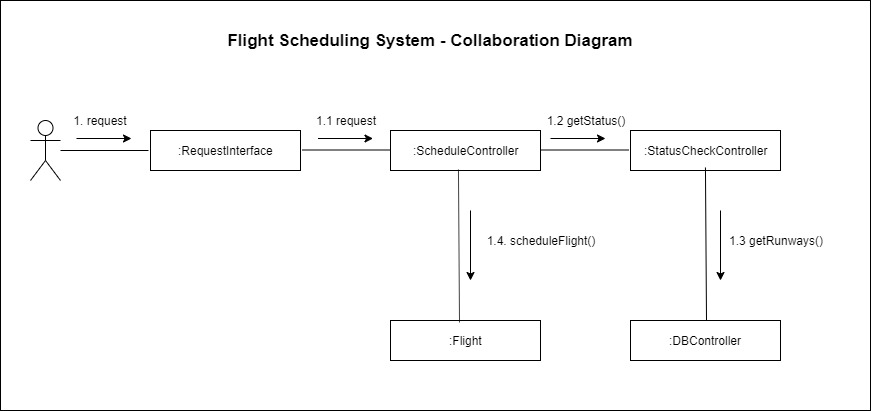 Flight Scheduling System - Collaboration Diagram
1. request
1.1 request
1.2 getStatus()
:RequestInterface
:ScheduleController
:StatusCheckController
1.4. scheduleFlight()
1.3 getRunways()
:Flight
:DBController